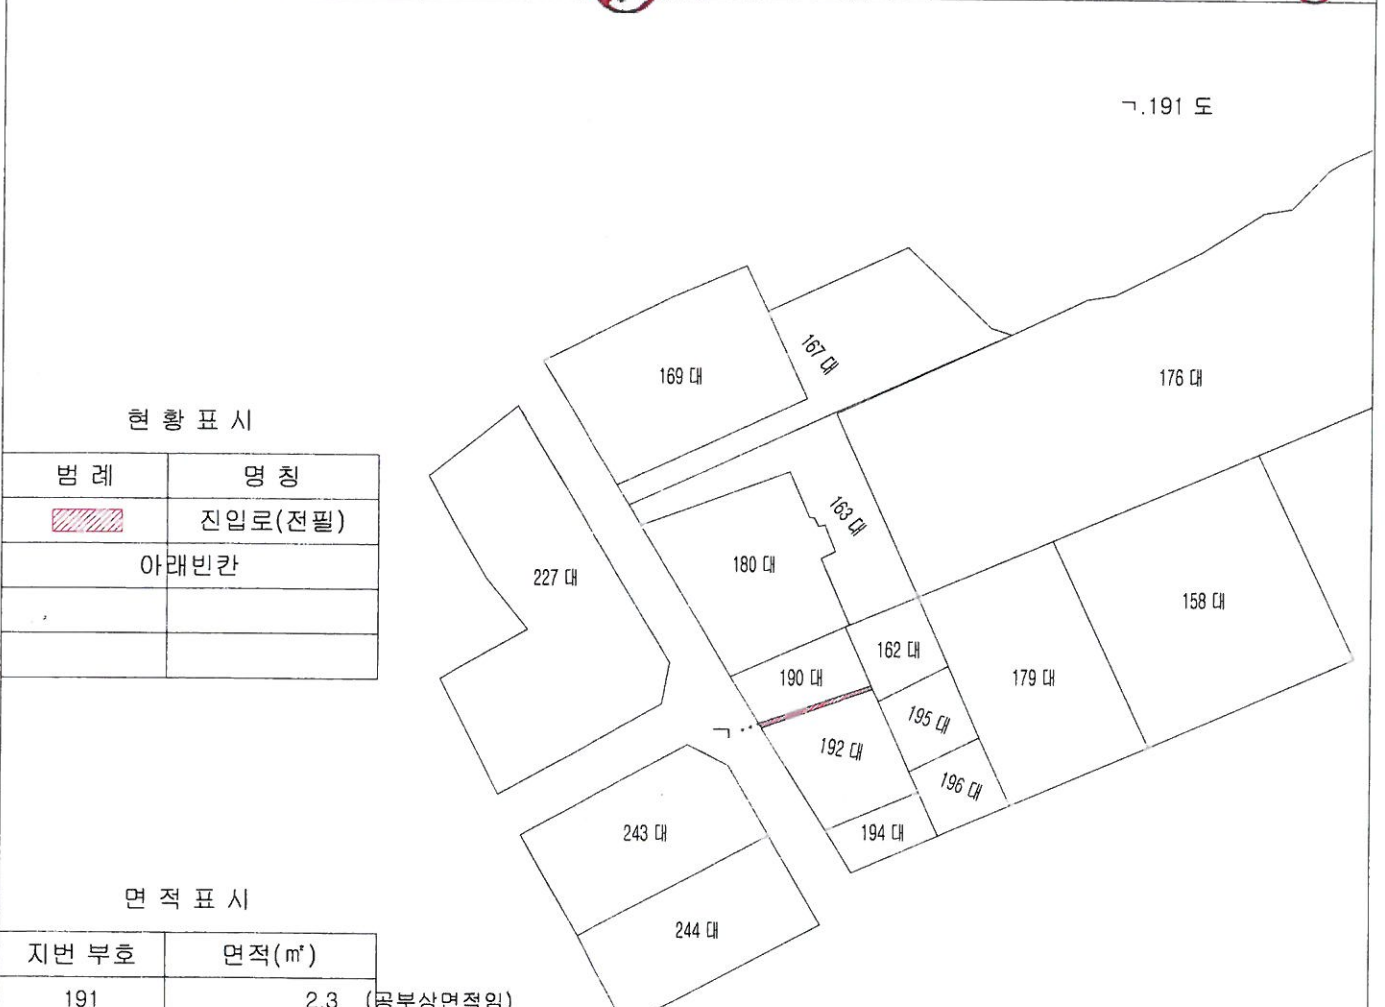 ㄱ.191 도
169 대
167 대
176 대
현 황 표 시
범 례 명 칭
진입로(전필)
아래빈칸
163 대
180 대
227 대
158 대
162 대
190 대
179 대
195 대
ㄱ
192 대
196 대
243 대
194 대
면 적 표 시
244 대
지번 부호 면적(㎡)
191 2.3 (공부상면적임)